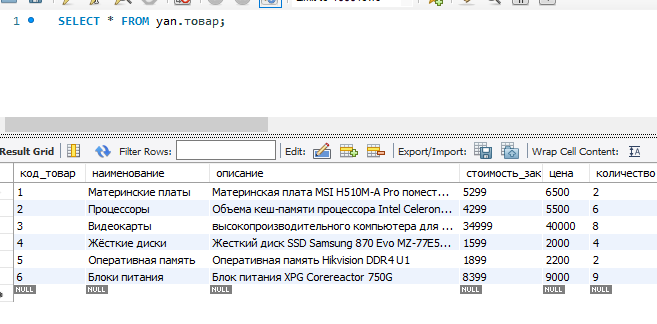 1 SELECT * FROM yan.товар;
Result Grid Filter Rows: Edit: Export/Import: Wrap Cell Content:
код_товар наименование описание стоимость_зак цена количество
1 Материнские платы Материнская плата MSI H510M-A Pro помест... 5299 6500 2
2 Процессоры Объема кеш-памяти процессора Intel Celeron... 4299 5500 6
3 Видеокарты высокопроизводительного компьютера для ... 34999 40000 8
4 Жёсткие диски Жесткий диск SSD Samsung 870 Evo MZ-77E5... 1599 2000 4
5 Оперативная память Оперативная память Hikvision DDR4 U1 1899 2200 2
6 Блоки питания Блок питания XPG Corereactor 750G 8399 9000 9
NULL NULL NULL NULL NULL NULL